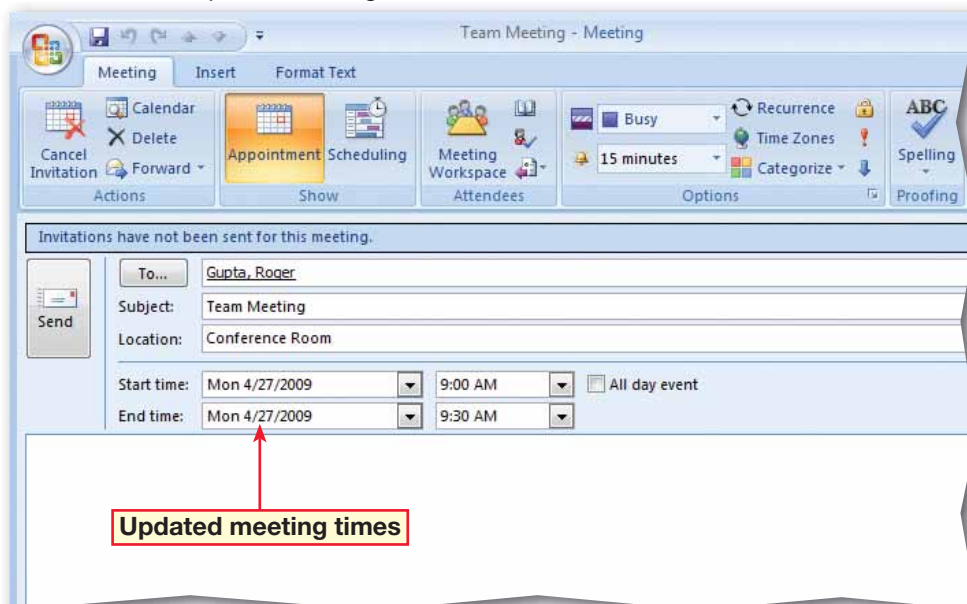 Team Meeting - Meeting
Meeting Insert Format Text
Calendar
Delete
Forward
Cancel
Invitation
Actions
Appointment Scheduling
Show
Meeting
Workspace
Attendees
Busy
15 minutes
Recurrence
Time Zones
Categorize
Options
ABC
Spelling
Proofing
Invitations have not been sent for this meeting.
Send
To... Gupta, Roger
Subject: Team Meeting
Location: Conference Room
Start time: Mon 4/27/2009 9:00 AM All day event
End time: Mon 4/27/2009 9:30 AM
Updated meeting times